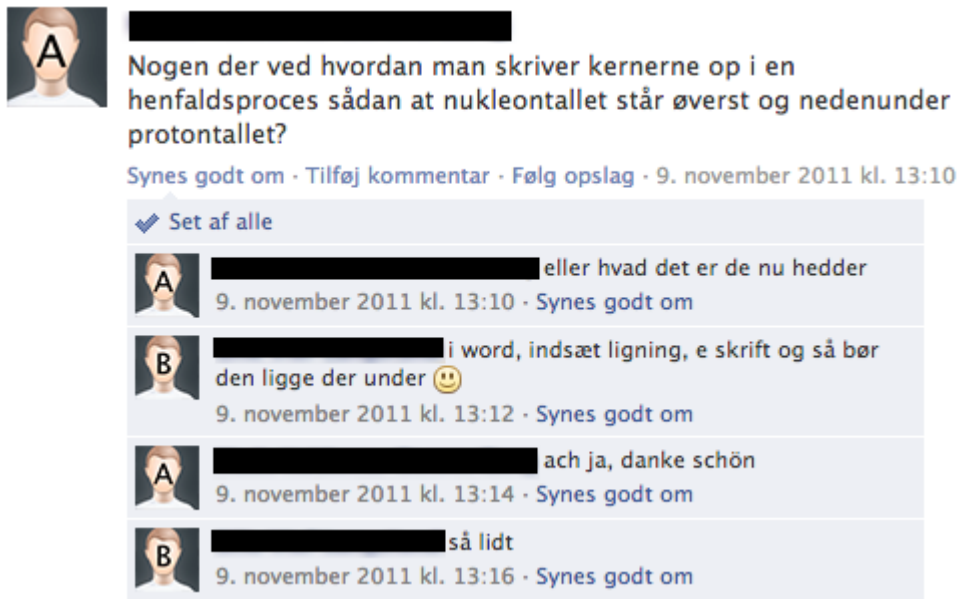 A
Nogen der ved hvordan man skriver kernerne op i en
henfaldsproces sådan at nukleontallet står øverst og nedenunder
protontallet?
Synes godt om · Tilføj kommentar · Følg opslag · 9. november 2011 kl. 13:10
Set af alle
A
eller hvad det er de nu hedder
9. november 2011 kl. 13:10 · Synes godt om
B
i word, indsæt ligning, e skrift og så bør
den ligge der under
9. november 2011 kl. 13:12 · Synes godt om
A
ach ja, danke schön
9. november 2011 kl. 13:14 · Synes godt om
B
så lidt
9. november 2011 kl. 13:16 · Synes godt om